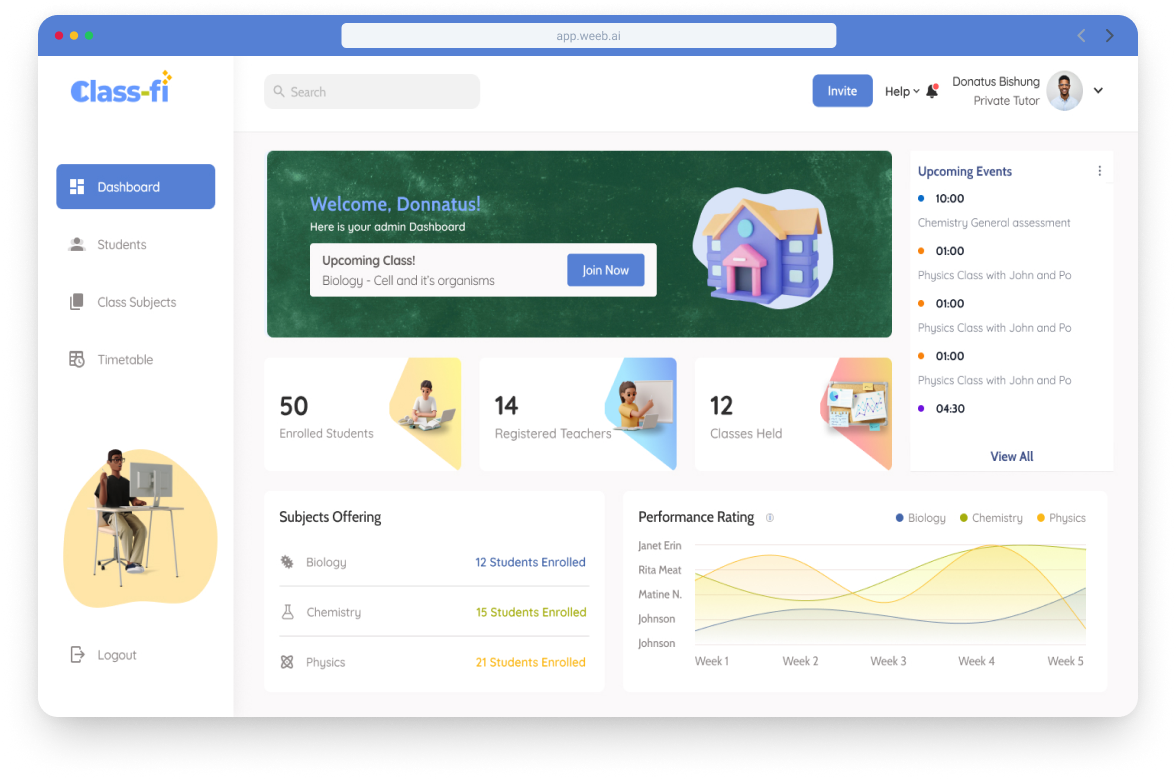 app.weeb.ai
Class-fi
Search
Invite
Help
Donatus Bishung
Private Tutor
Dashboard
Students
Class Subjects
Timetable
Logout
Welcome, Donnatus!
Here is your admin Dashboard
Upcoming Class!
Biology - Cell and it's organisms
Join Now
Upcoming Events
10:00
Chemistry General assessment
01:00
Physics Class with John and Po
01:00
Physics Class with John and Po
01:00
Physics Class with John and Po
04:30
View All
50
Enrolled Students
14
Registered Teachers
12
Classes Held
Subjects Offering
Biology
12 Students Enrolled
Chemistry
15 Students Enrolled
Physics
21 Students Enrolled
Performance Rating
Biology
Chemistry
Physics
Janet Erin
Rita Meat
Matine N.
Johnson
Johnson
Week 1
Week 2
Week 3
Week 4
Week 5